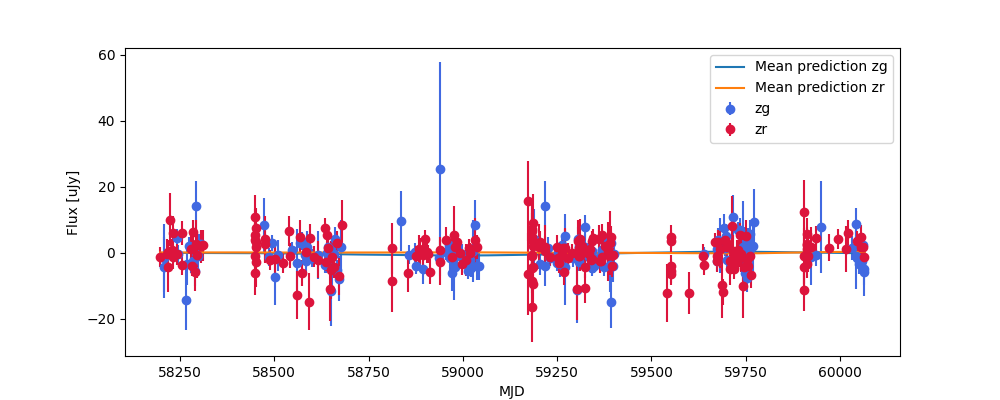 60
40
20
0
−20
Flux [uJy]
58250 58500 58750 59000 59250 59500 59750 60000
MJD
Mean prediction zg
Mean prediction zr
zg
zr